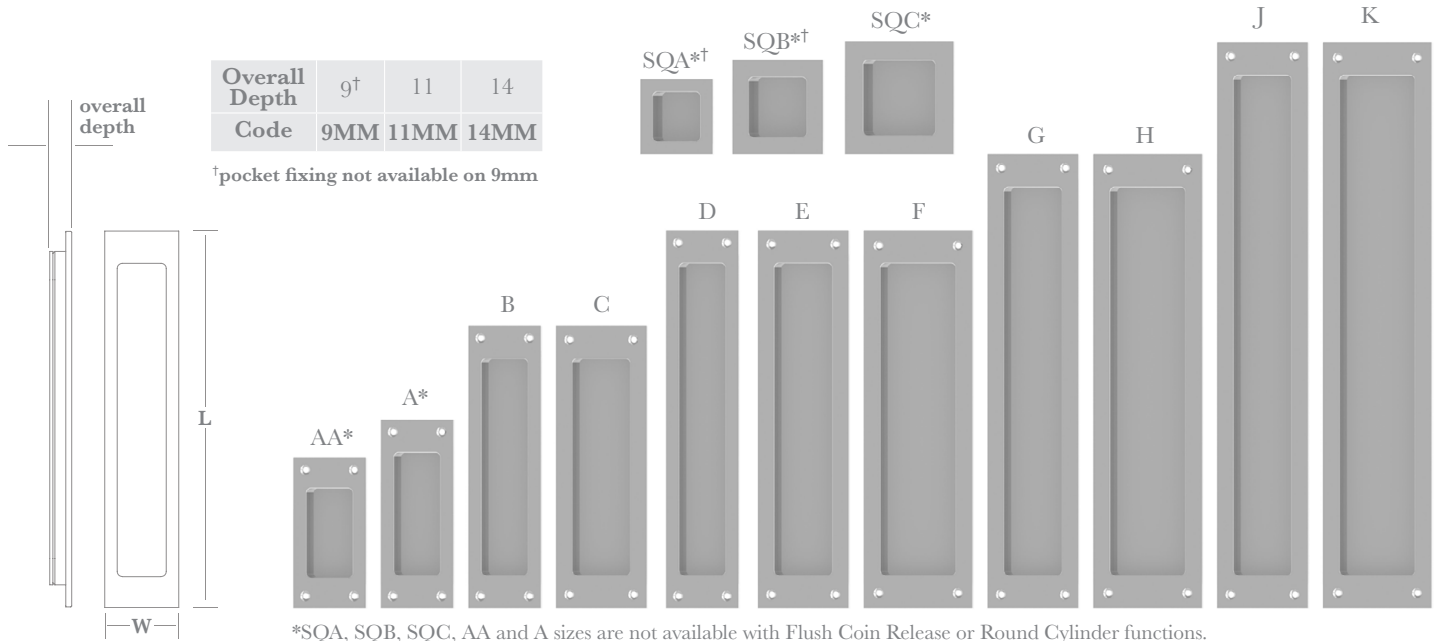 J K
SQC*
SQB*†
SQA*†
Overall Depth 9† 11 14
Code 9MM 11MM 14MM
overall
depth
†pocket fixing not available on 9mm
G H
D E F
B C
A*
AA*
L
W
*SQA, SQB, SQC, AA and A sizes are not available with Flush Coin Release or Round Cylinder functions.